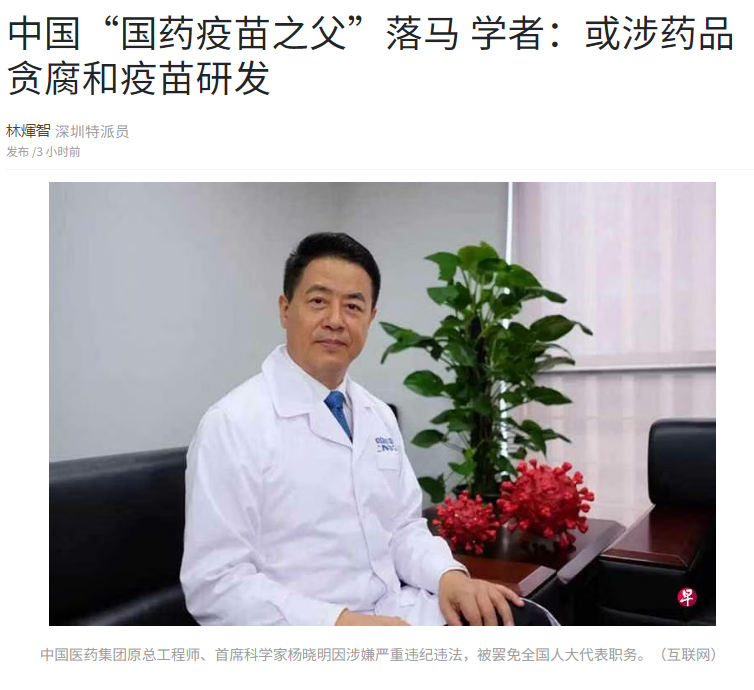 中国“国药疫苗之父”落马 学者：或涉药品
贪腐和疫苗研发
林煇智 深圳特派员
发布 /3 小时前
早
中国医药集团原总工程师、首席科学家杨晓明因涉嫌严重违纪违法，被罢免全国人大代表职务。（互联网）